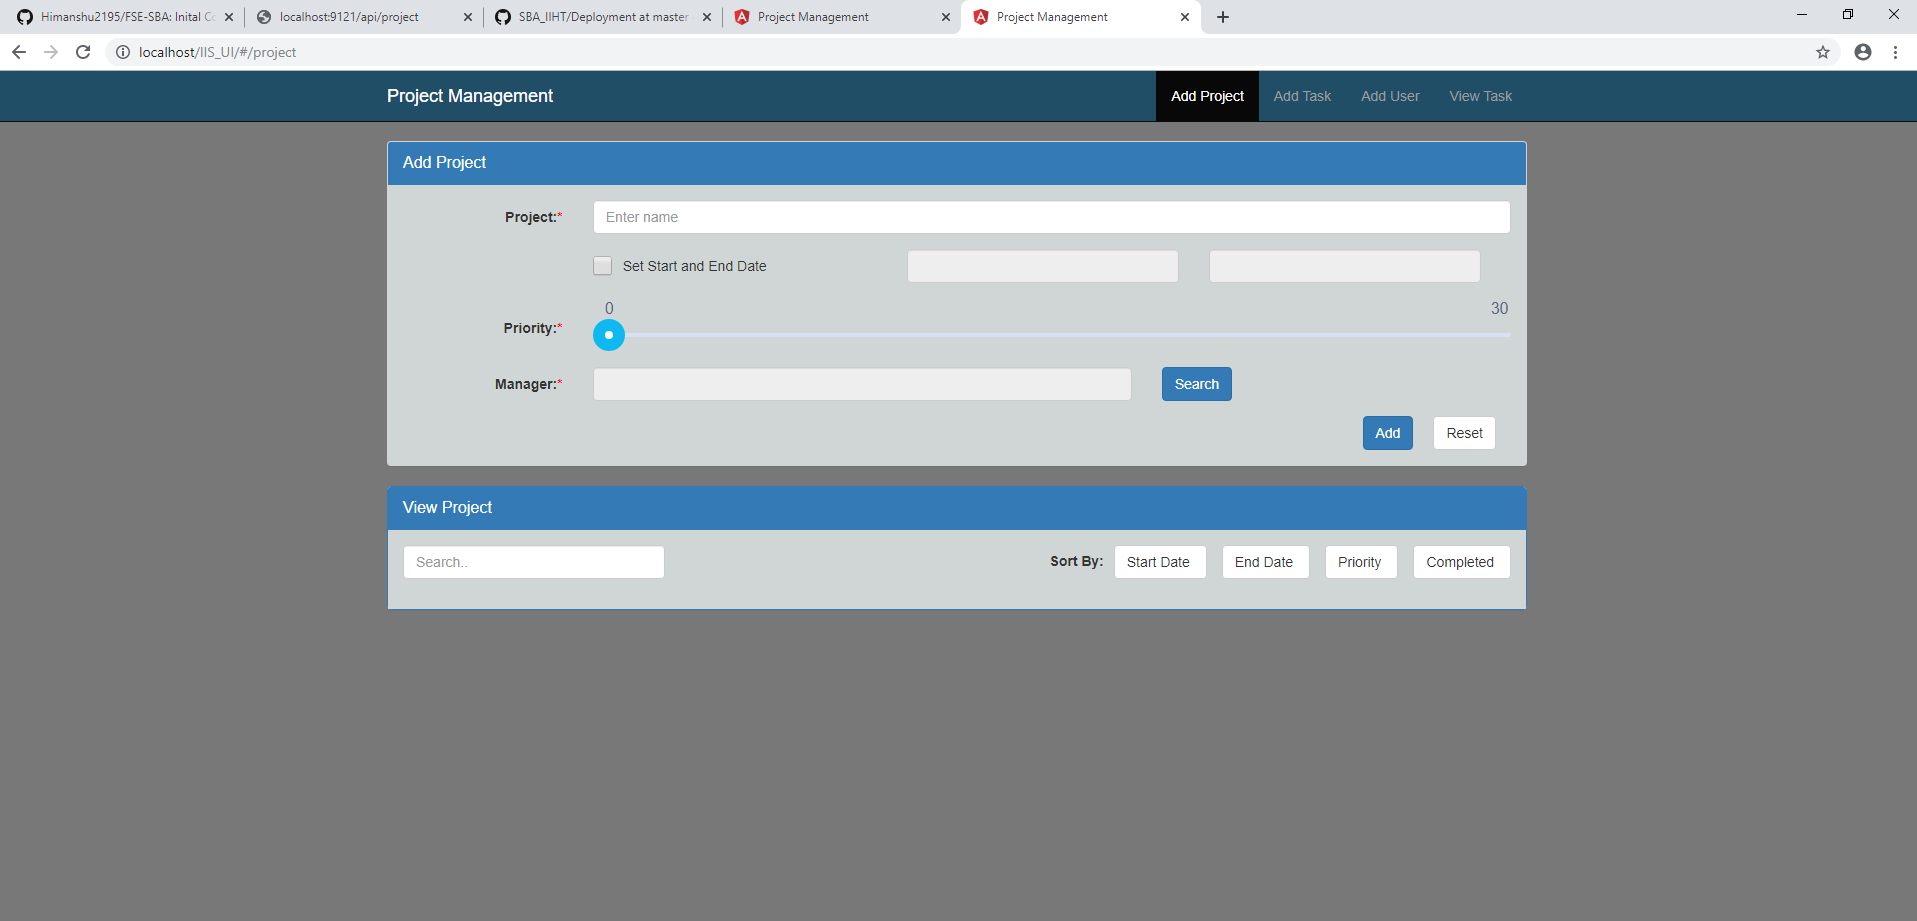 Himanshu2195/FSE-SBA: Inital Co
localhost:9121/api/project
SBA_IIHT/Deployment at master
Project Management
Project Management
localhost/IIS_UI/#/project
Project Management
Add Project
Add Task
Add User
View Task
Add Project
Project:*
Enter name
Set Start and End Date
0
30
Priority:*
Manager:*
Search
Add
Reset
View Project
Search..
Sort By:
Start Date
End Date
Priority
Completed